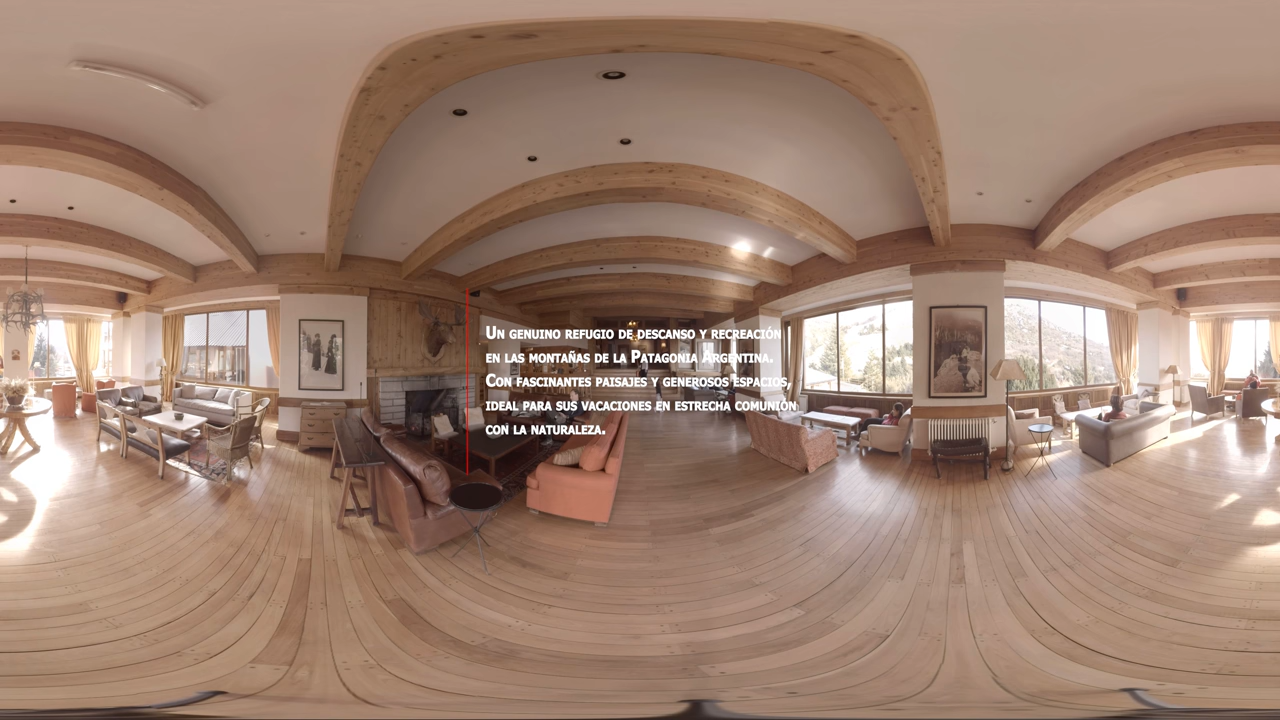 Un genuino refugio de descanso y recreación
en las montañas de la Patagonia Argentina.
Con fascinantes paisajes y generosos espacios,
ideal para sus vacaciones en estrecha comunión
con la naturaleza.